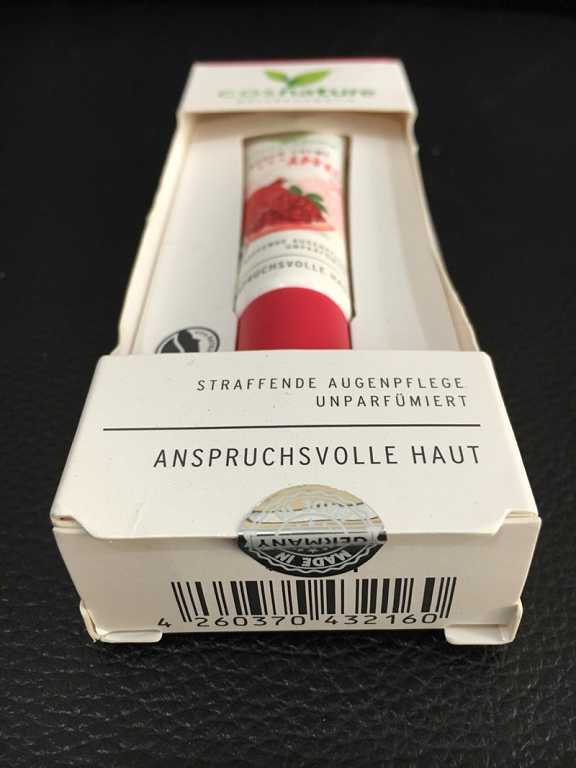 cosnature
STRAFFENDE AUGENPFLEGE
UNPARFÜMIERT
ANSPRUCHSVOLLE HAUT
MADE IN
GERMANY
4 260370 432160